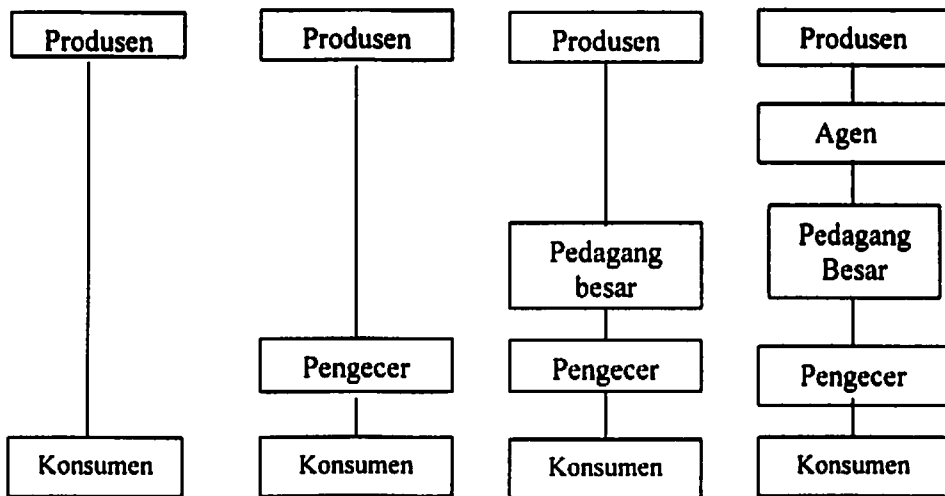 Produsen
Konsumen
Produsen
Pengecer
Konsumen
Produsen
Pedagang
besar
Pengecer
Konsumen
Produsen
Agen
Pedagang
Besar
Pengecer
Konsumen